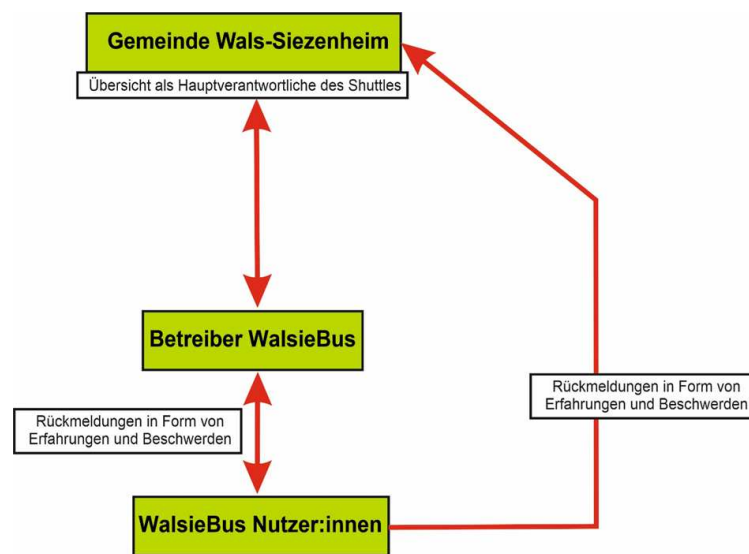 Gemeinde Wals-Siezenheim
Übersicht als Hauptverantwortliche des Shuttles
Betreiber WalsieBus
Rückmeldungen in Form von
Erfahrungen und Beschwerden
Rückmeldungen in Form von
Erfahrungen und Beschwerden
WalsieBus Nutzer:innen